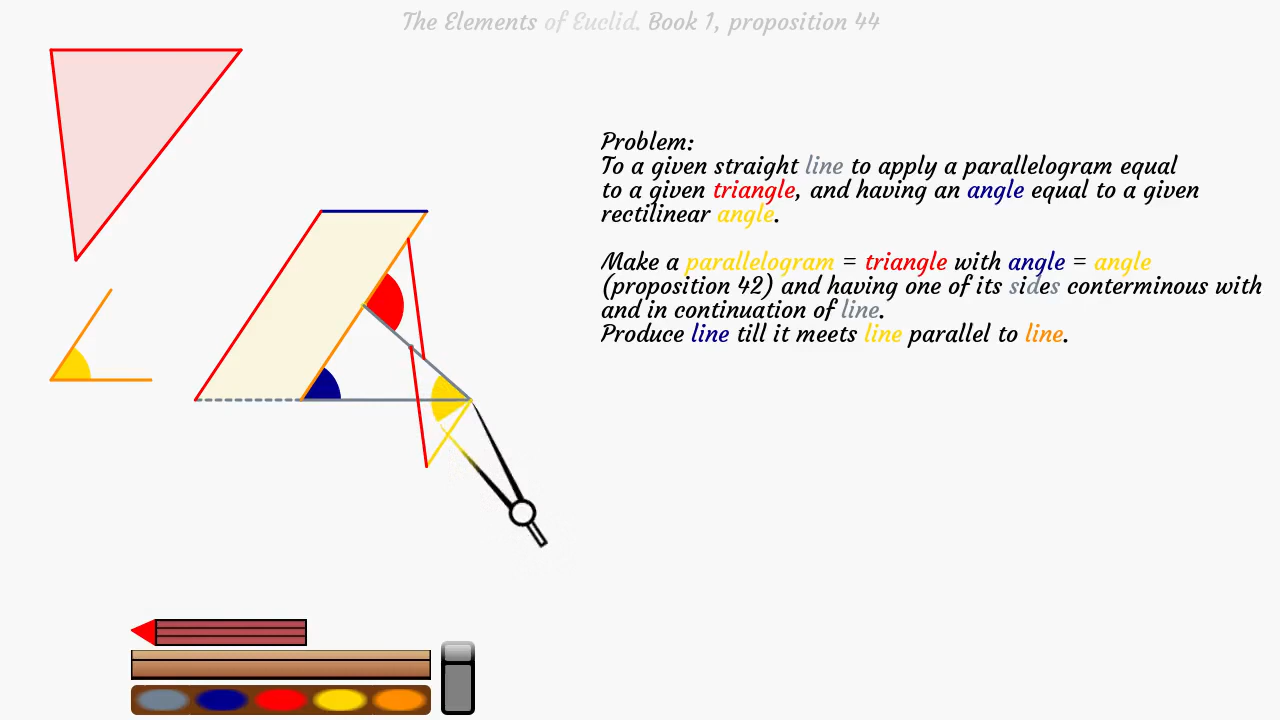 The Elements of Euclid. Book 1, proposition 44
Problem:
To a given straight line to apply a parallelogram equal
to a given triangle, and having an angle equal to a given
rectilinear angle.
Make a parallelogram = triangle with angle = angle
(proposition 42) and having one of its sides conterminous with
and in continuation of line.
Produce line till it meets line parallel to line.